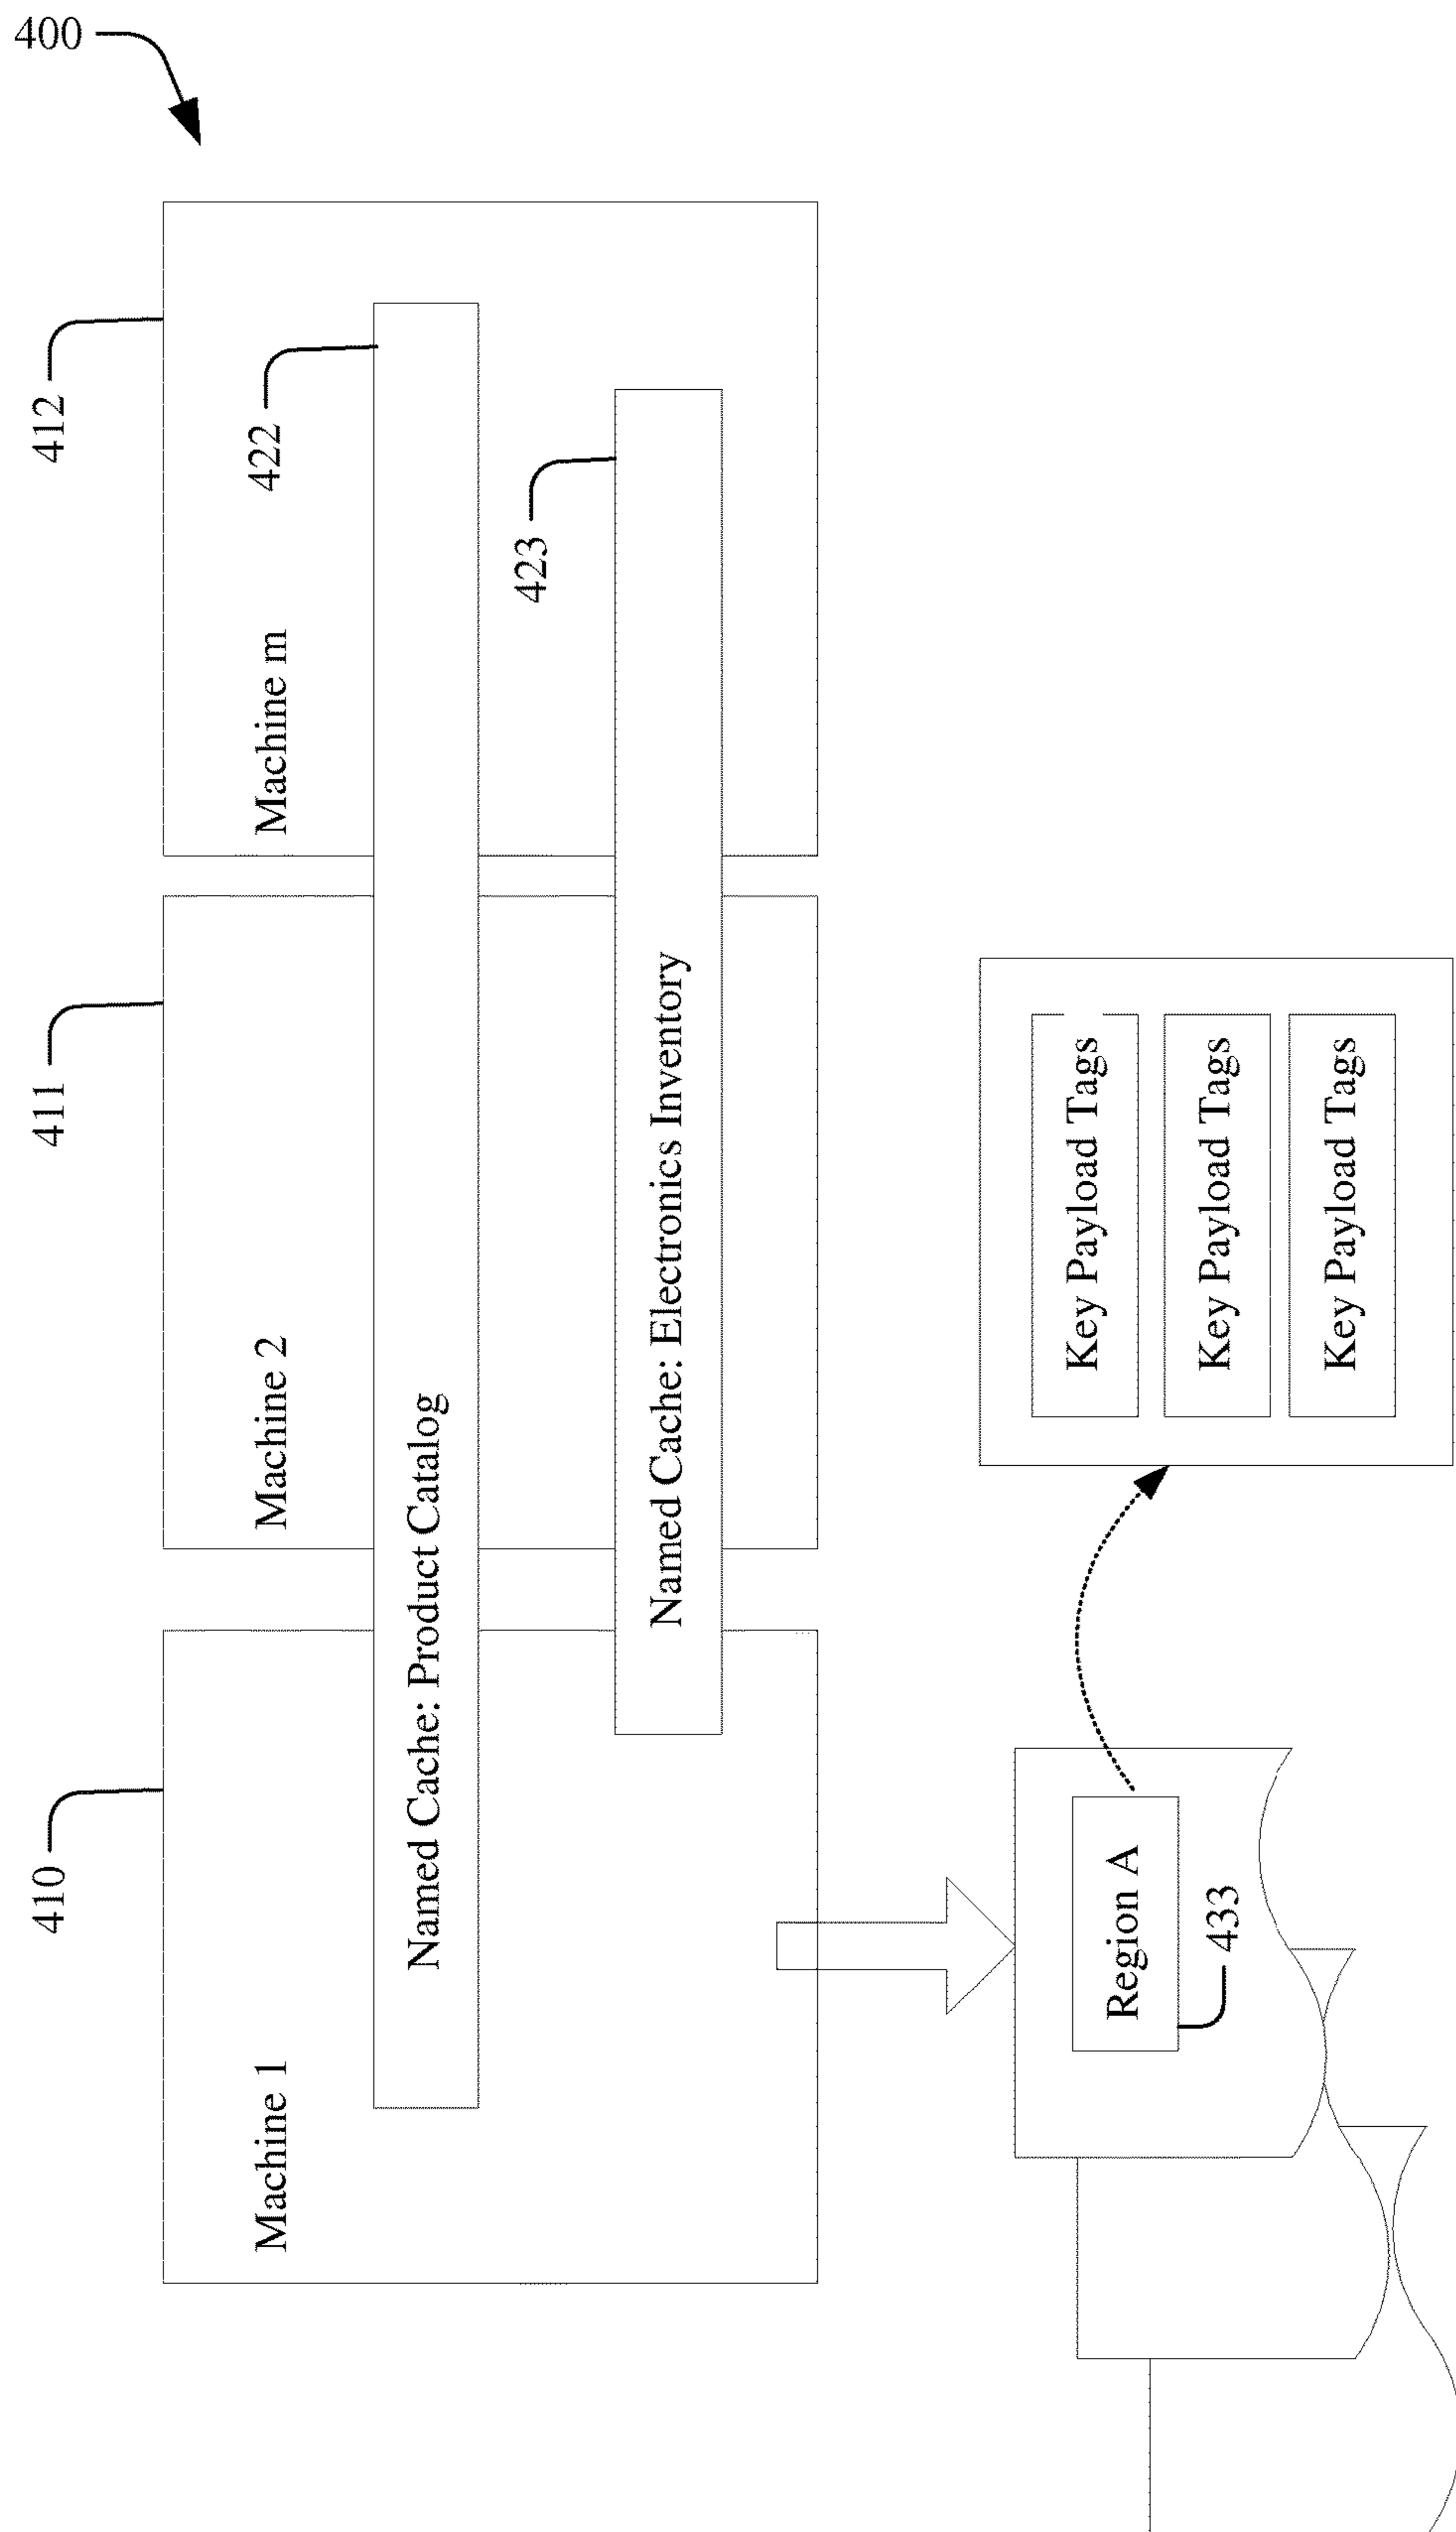 400
410
411
412
Machine 1
Machine 2
Machine m
422
Named Cache: Product Catalog
423
Named Cache: Electronics Inventory
Region A
433
Key Payload Tags
Key Payload Tags
Key Payload Tags